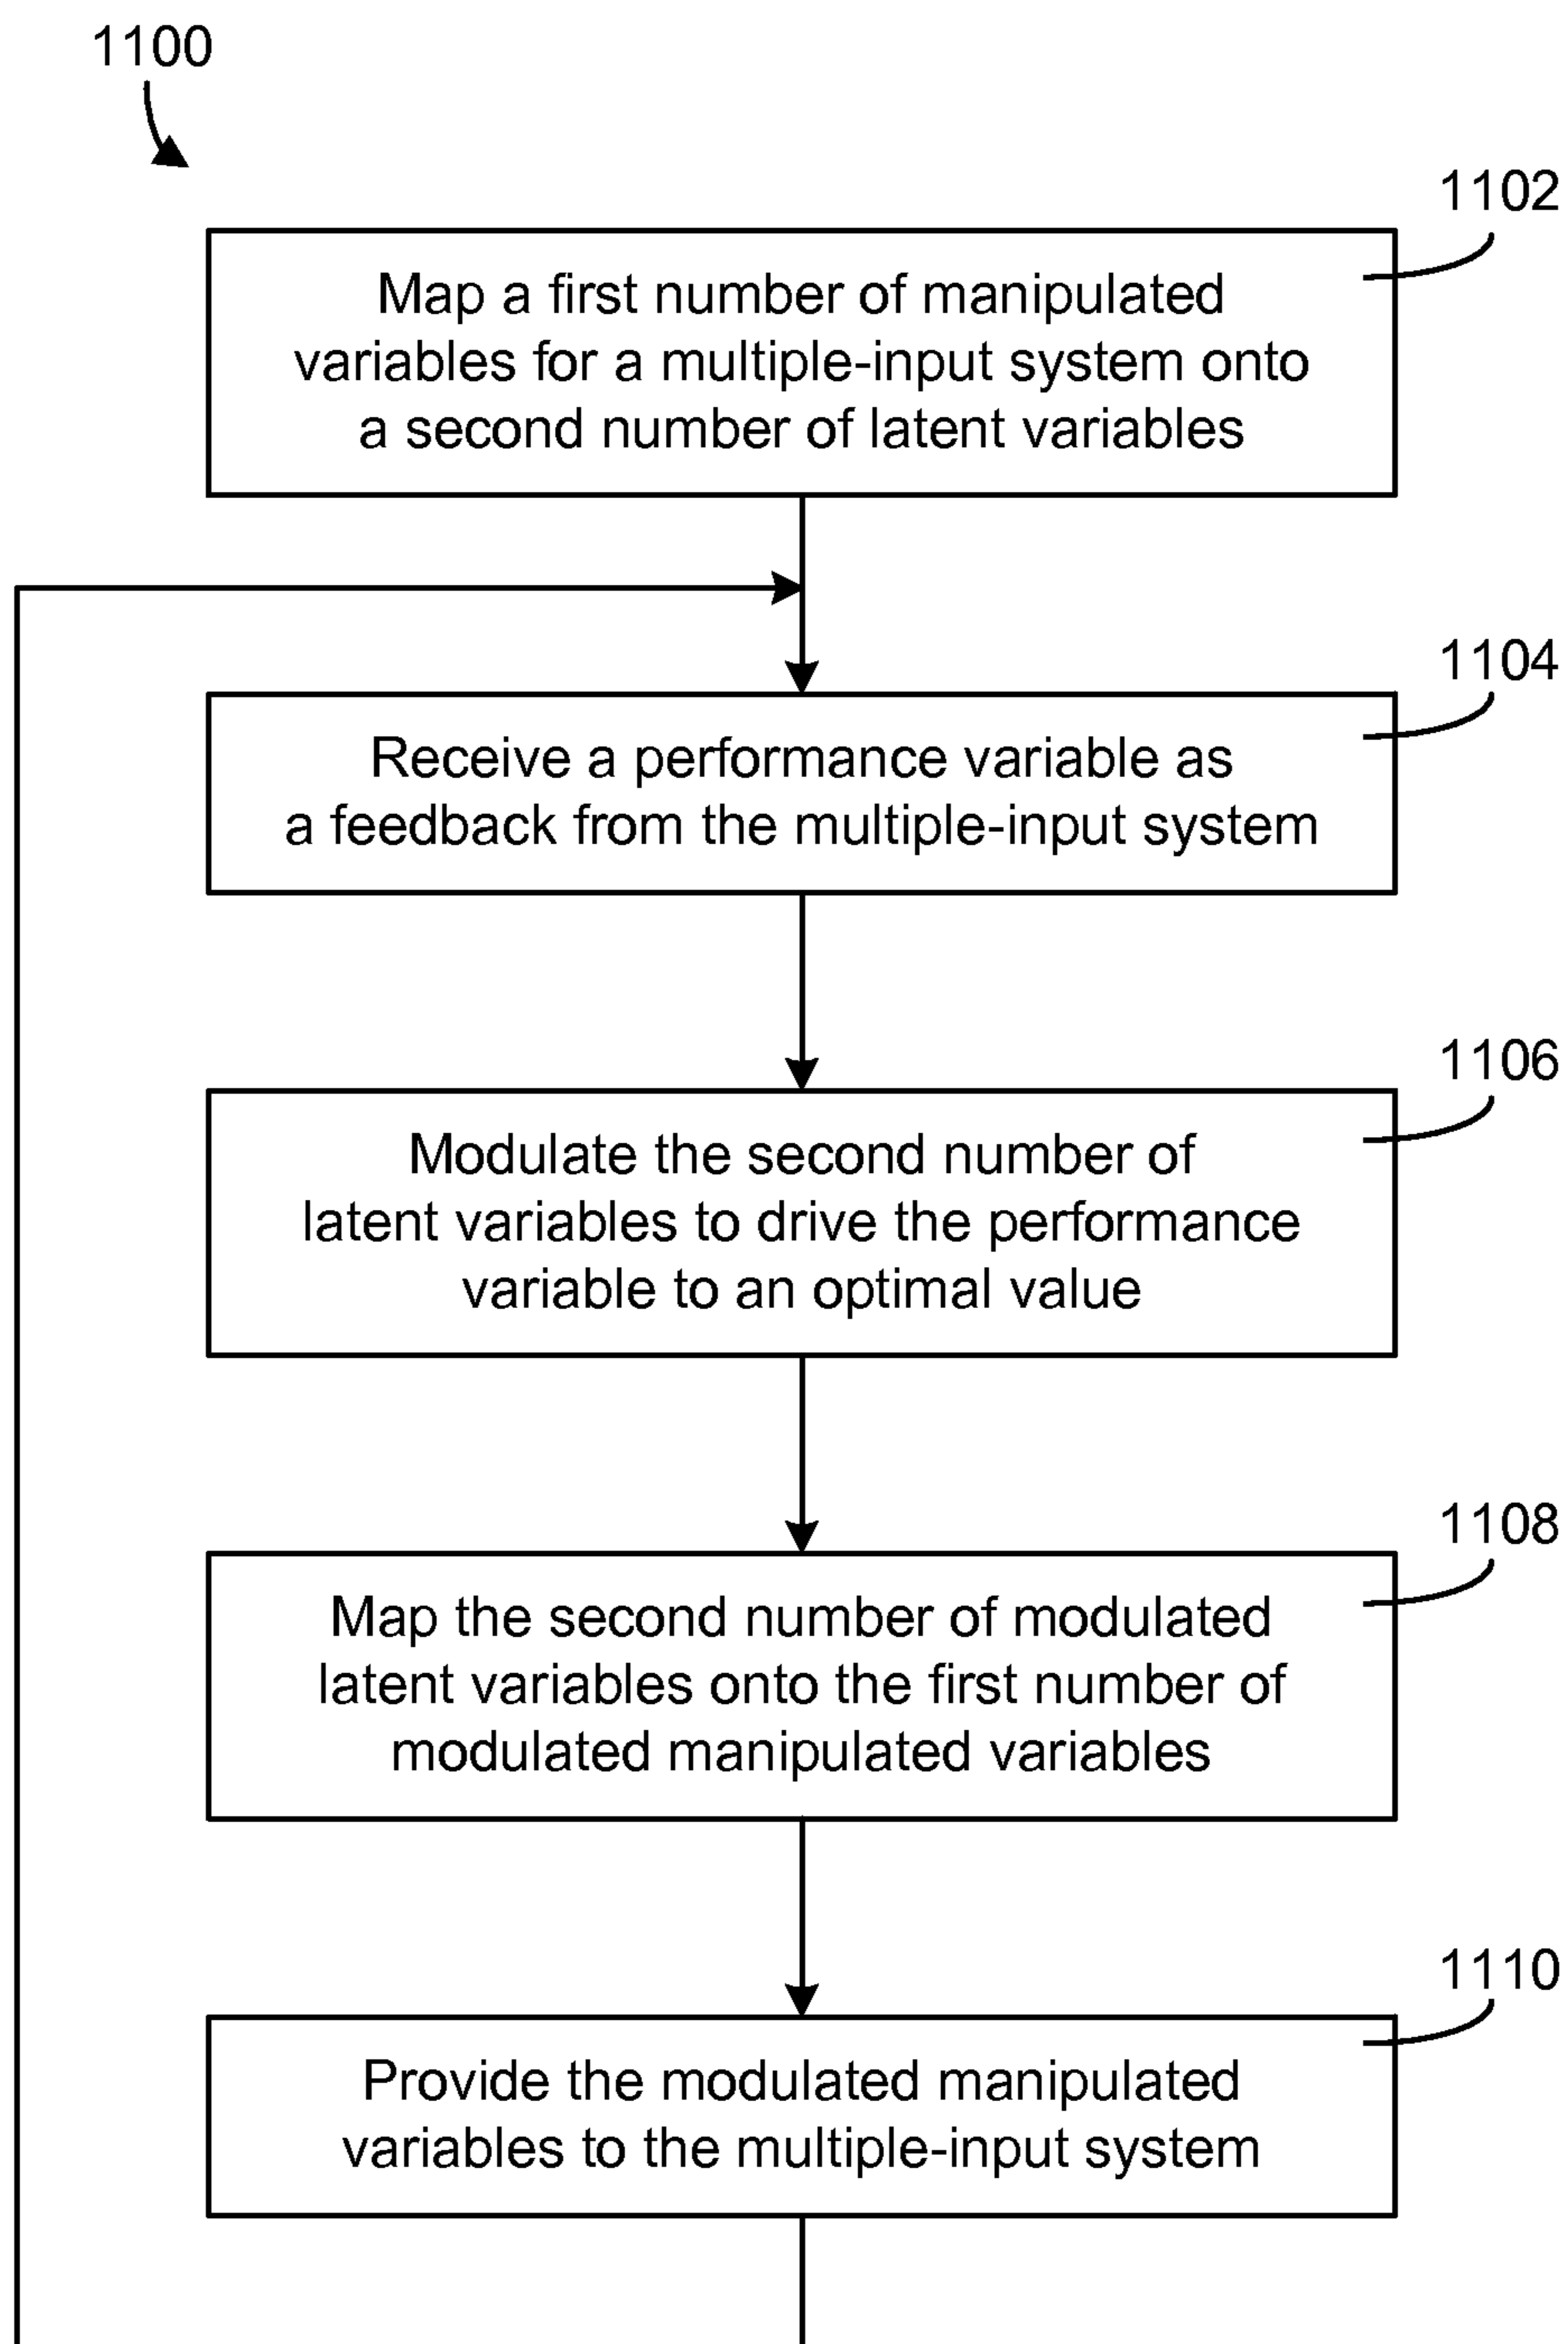 1100
1102
Map a first number of manipulated
variables for a multiple-input system onto
a second number of latent variables
1104
Receive a performance variable as
a feedback from the multiple-input system
1106
Modulate the second number of
latent variables to drive the performance
variable to an optimal value
1108
Map the second number of modulated
latent variables onto the first number of
modulated manipulated variables
1110
Provide the modulated manipulated
variables to the multiple-input system